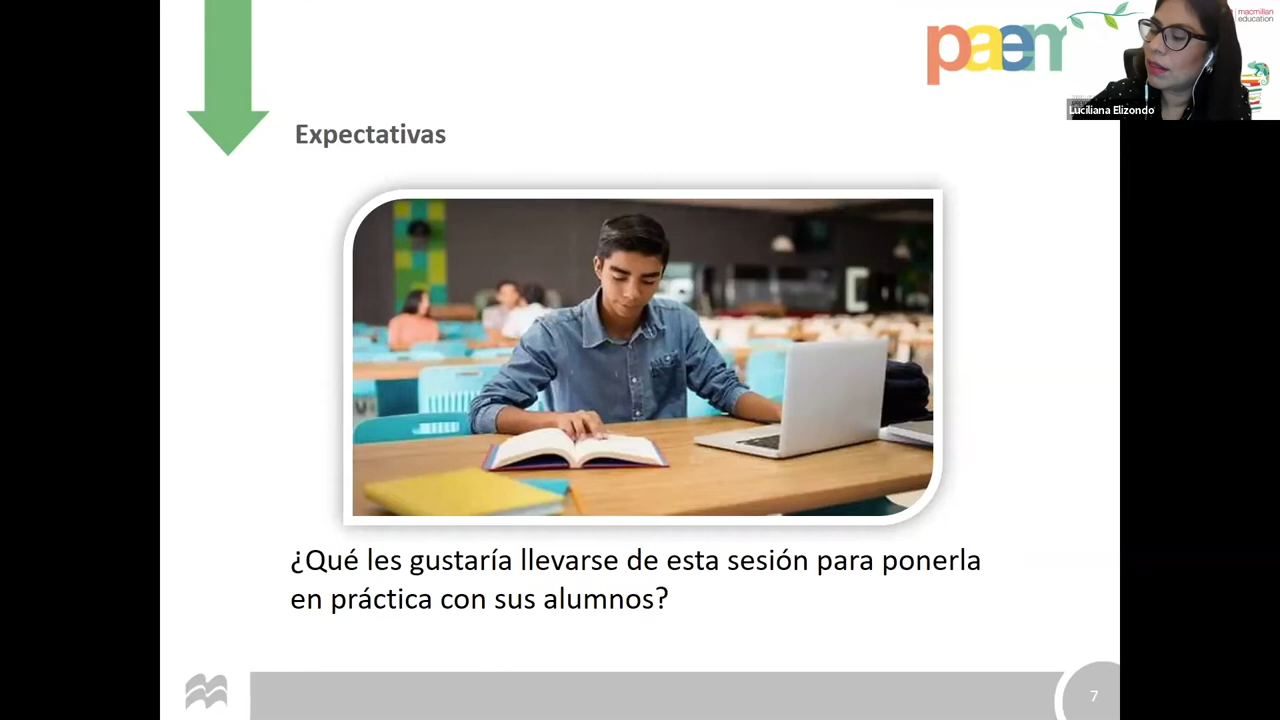 paem
macmillan
education
Luciliana Elizondo
Expectativas
¿Qué les gustaría llevarse de esta sesión para ponerla
en práctica con sus alumnos?
7